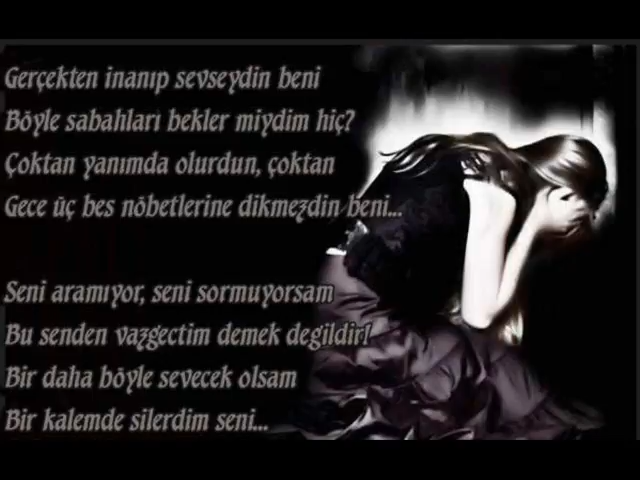 Gerçekten inanıp sevseydin beni
Böyle sabahları bekler miydim hiç?
Çoktan yanımda olurdun, çoktan
Gece üç beş nöbetlerine dikmezdin beni...
Seni aramıyor, seni sormuyorsam
Bu senden vazgectim demek degildir!
Bir daha böyle sevecek olsam
Bir kalemde silerdim seni...